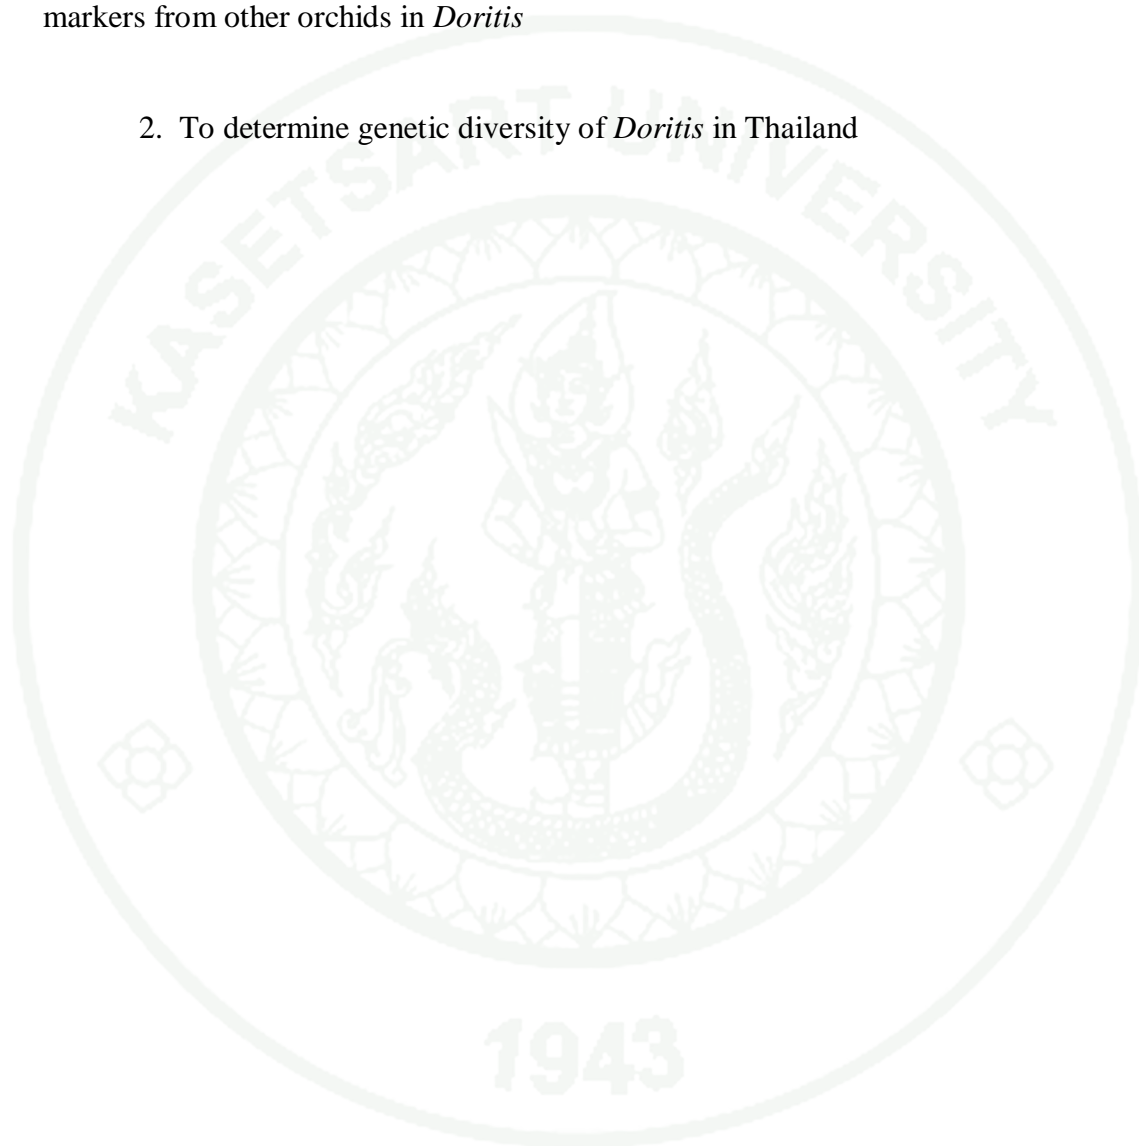 markers from other orchids in Doritis
2. To determine genetic diversity of Doritis in Thailand
KASETSART UNIVERSITY
1943